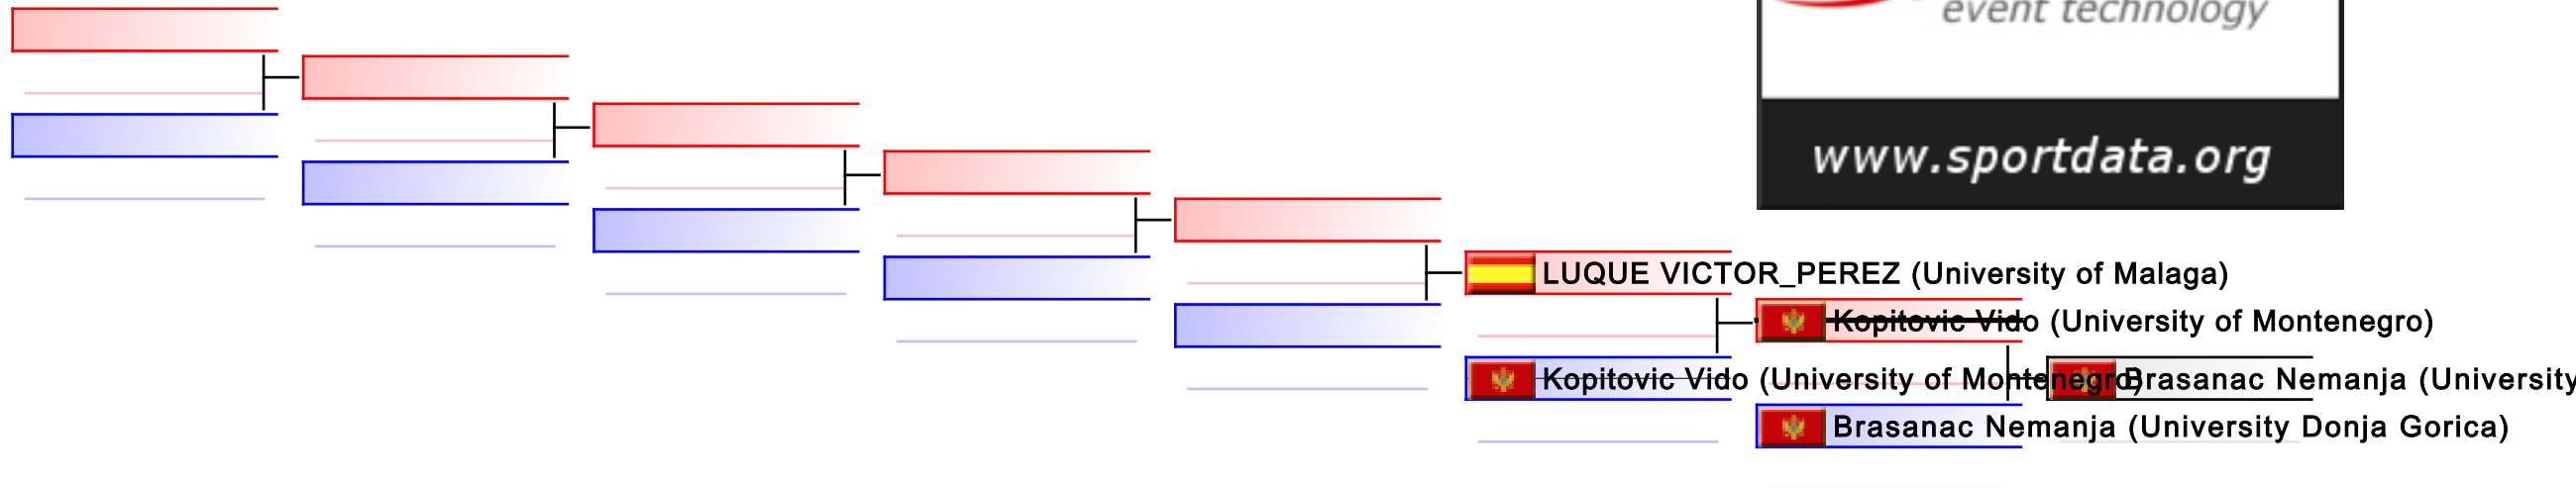 event technology
www.sportdata.org
LUQUE VICTOR_PEREZ (University of Malaga)
Kopitovic Vido (University of Montenegro)
Kopitovic Vido (University of Montenegro)
Brasanac Nemanja (University
Brasanac Nemanja (University Donja Gorica)